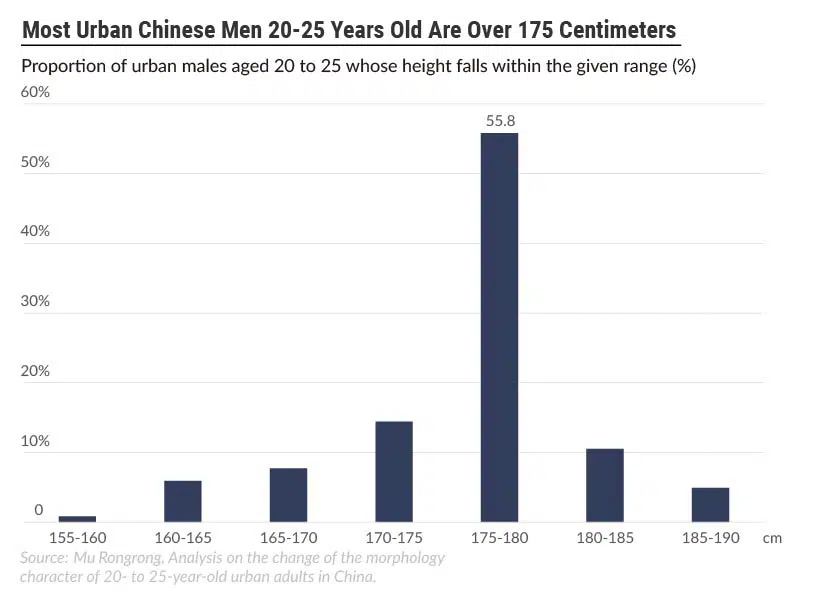 Most Urban Chinese Men 20-25 Years Old Are Over 175 Centimeters
Proportion of urban males aged 20 to 25 whose height falls within the given range (%)
60%
55.8
50%
40%
30%
20%
10%
0
155-160 160-165 165-170 170-175 175-180 180-185 185-190 cm
Source: Mu Rongrong, Analysis on the change of the morphology
character of 20- to 25-year-old urban adults in China.